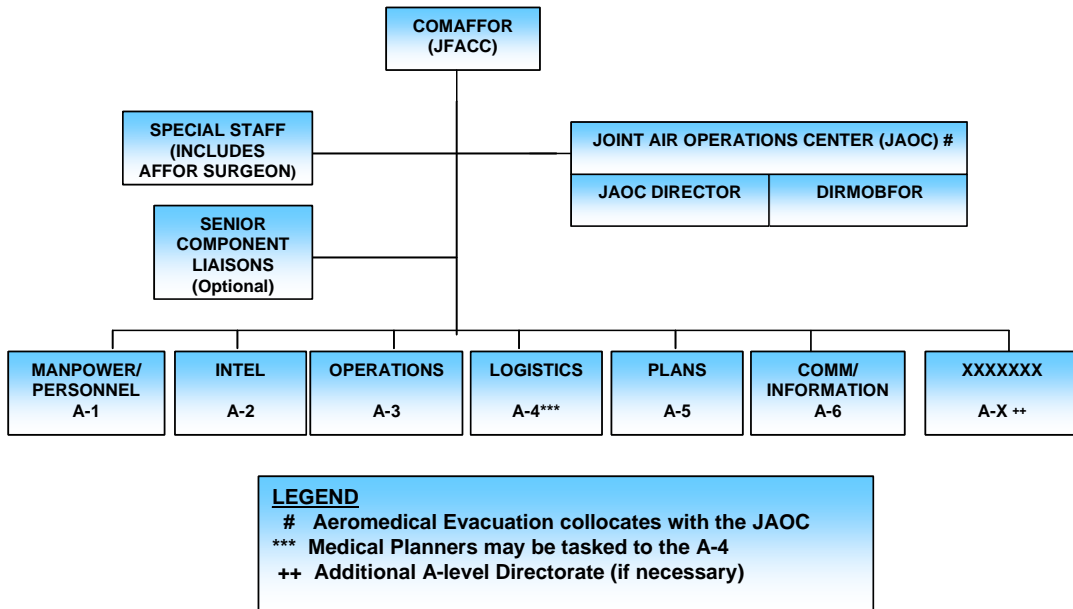 COMAFFOR
(JFACC)
SPECIAL STAFF
(INCLUDES
AFFOR SURGEON)
JOINT AIR OPERATIONS CENTER (JAOC) #
JAOC DIRECTOR
DIRMOBFOR
SENIOR
COMPONENT
LIAISONS
(Optional)
MANPOWER/
PERSONNEL
A-1
INTEL
A-2
OPERATIONS
A-3
LOGISTICS
A-4***
PLANS
A-5
COMM/
INFORMATION
A-6
XXXXXXX
A-X ++
LEGEND
# Aeromedical Evacuation collocates with the JAOC
*** Medical Planners may be tasked to the A-4
++ Additional A-level Directorate (if necessary)